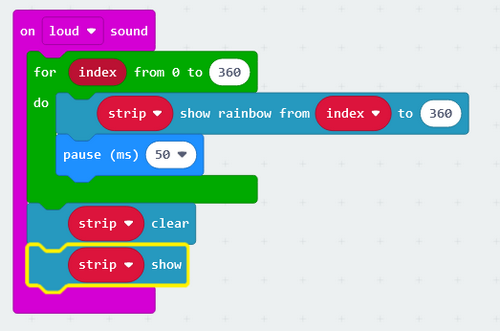 on loud sound
for index from 0 to 360
do
strip show rainbow from index to 360
pause (ms) 50
strip clear
strip show